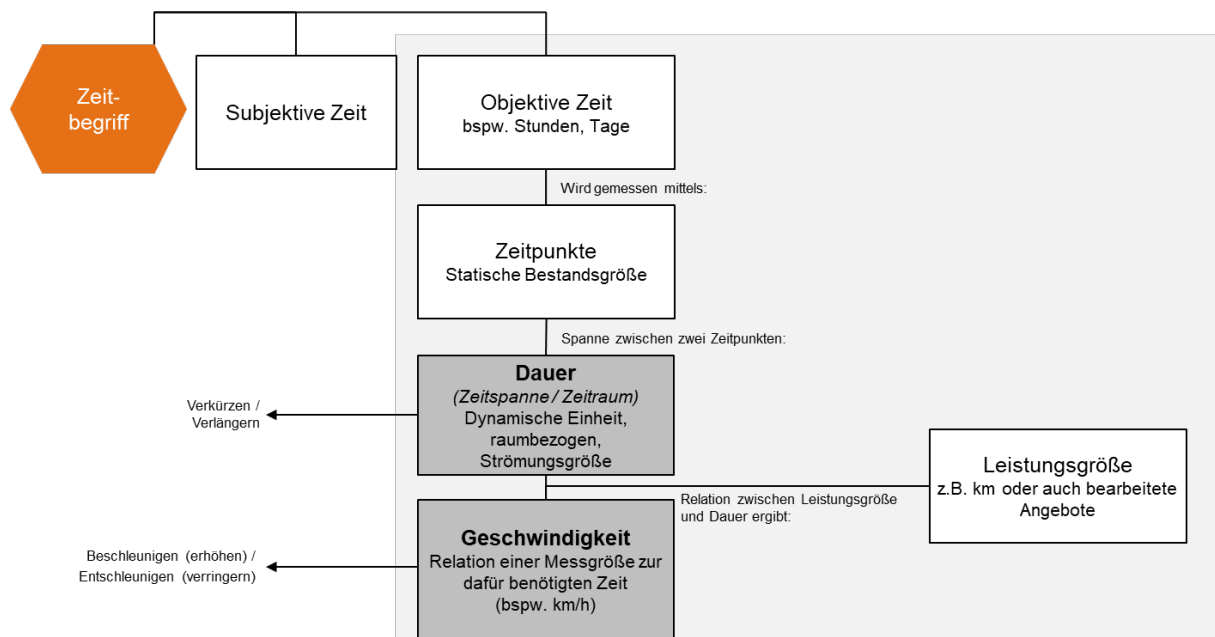 Zeit-
begriff
Subjektive Zeit
Objektive Zeit
bspw. Stunden, Tage
Wird gemessen mittels:
Zeitpunkte
Statische Bestandsgröße
Spanne zwischen zwei Zeitpunkten:
Dauer
(Zeitspanne / Zeitraum)
Dynamische Einheit,
raumbezogen,
Strömungsgröße
Verkürzen /
Verlängern
Leistungsgröße
z.B. km oder auch bearbeitete
Angebote
Relation zwischen Leistungsgröße
und Dauer ergibt:
Geschwindigkeit
Relation einer Messgröße zur
dafür benötigten Zeit
(bspw. km/h)
Beschleunigen (erhöhen) /
Entschleunigen (verringern)